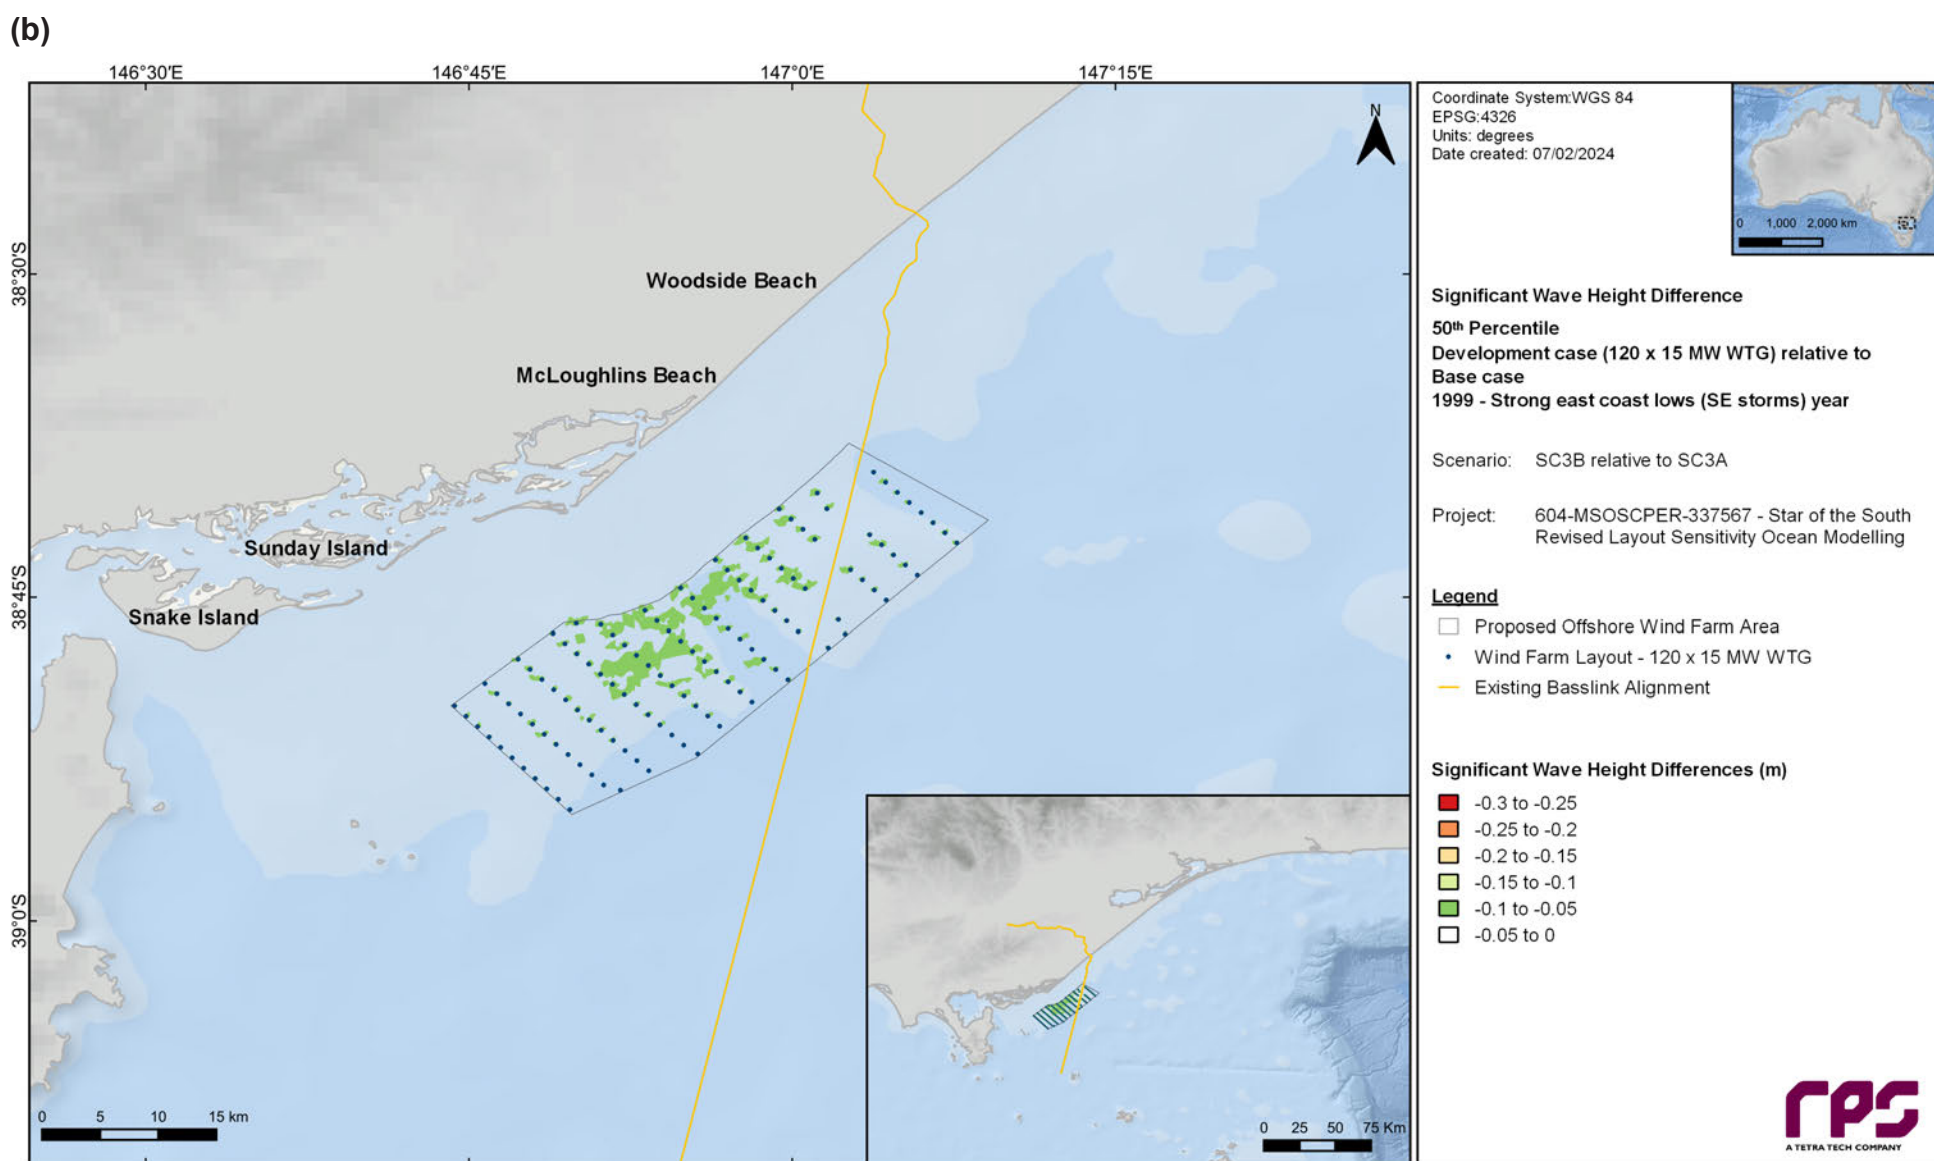 (b)
146°30'E
146°45'E
147°0'E
147°15'E
38°30'S
38°45'S
39°0'S
N
Woodside Beach
McLoughlins Beach
Sunday Island
Snake Island
0 5 10 15 km
0 25 50 75 Km
Coordinate System:WGS 84
EPSG:4326
Units: degrees
Date created: 07/02/2024
0 1,000 2,000 km
Significant Wave Height Difference
50th Percentile
Development case (120 x 15 MW WTG) relative to
Base case
1999 - Strong east coast lows (SE storms) year
Scenario: SC3B relative to SC3A
Project: 604-MSOSCPER-337567 - Star of the South
Revised Layout Sensitivity Ocean Modelling
Legend
Proposed Offshore Wind Farm Area
Wind Farm Layout - 120 x 15 MW WTG
Existing Basslink Alignment
Significant Wave Height Differences (m)
-0.3 to -0.25
-0.25 to -0.2
-0.2 to -0.15
-0.15 to -0.1
-0.1 to -0.05
-0.05 to 0
rps
A TETRA TECH COMPANY